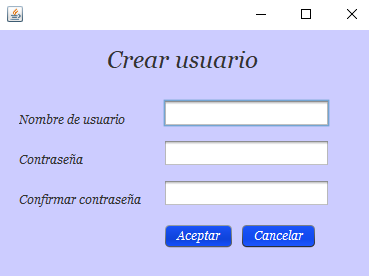 Crear usuario
Nombre de usuario
Contraseña
Confirmar contraseña
Aceptar Cancelar